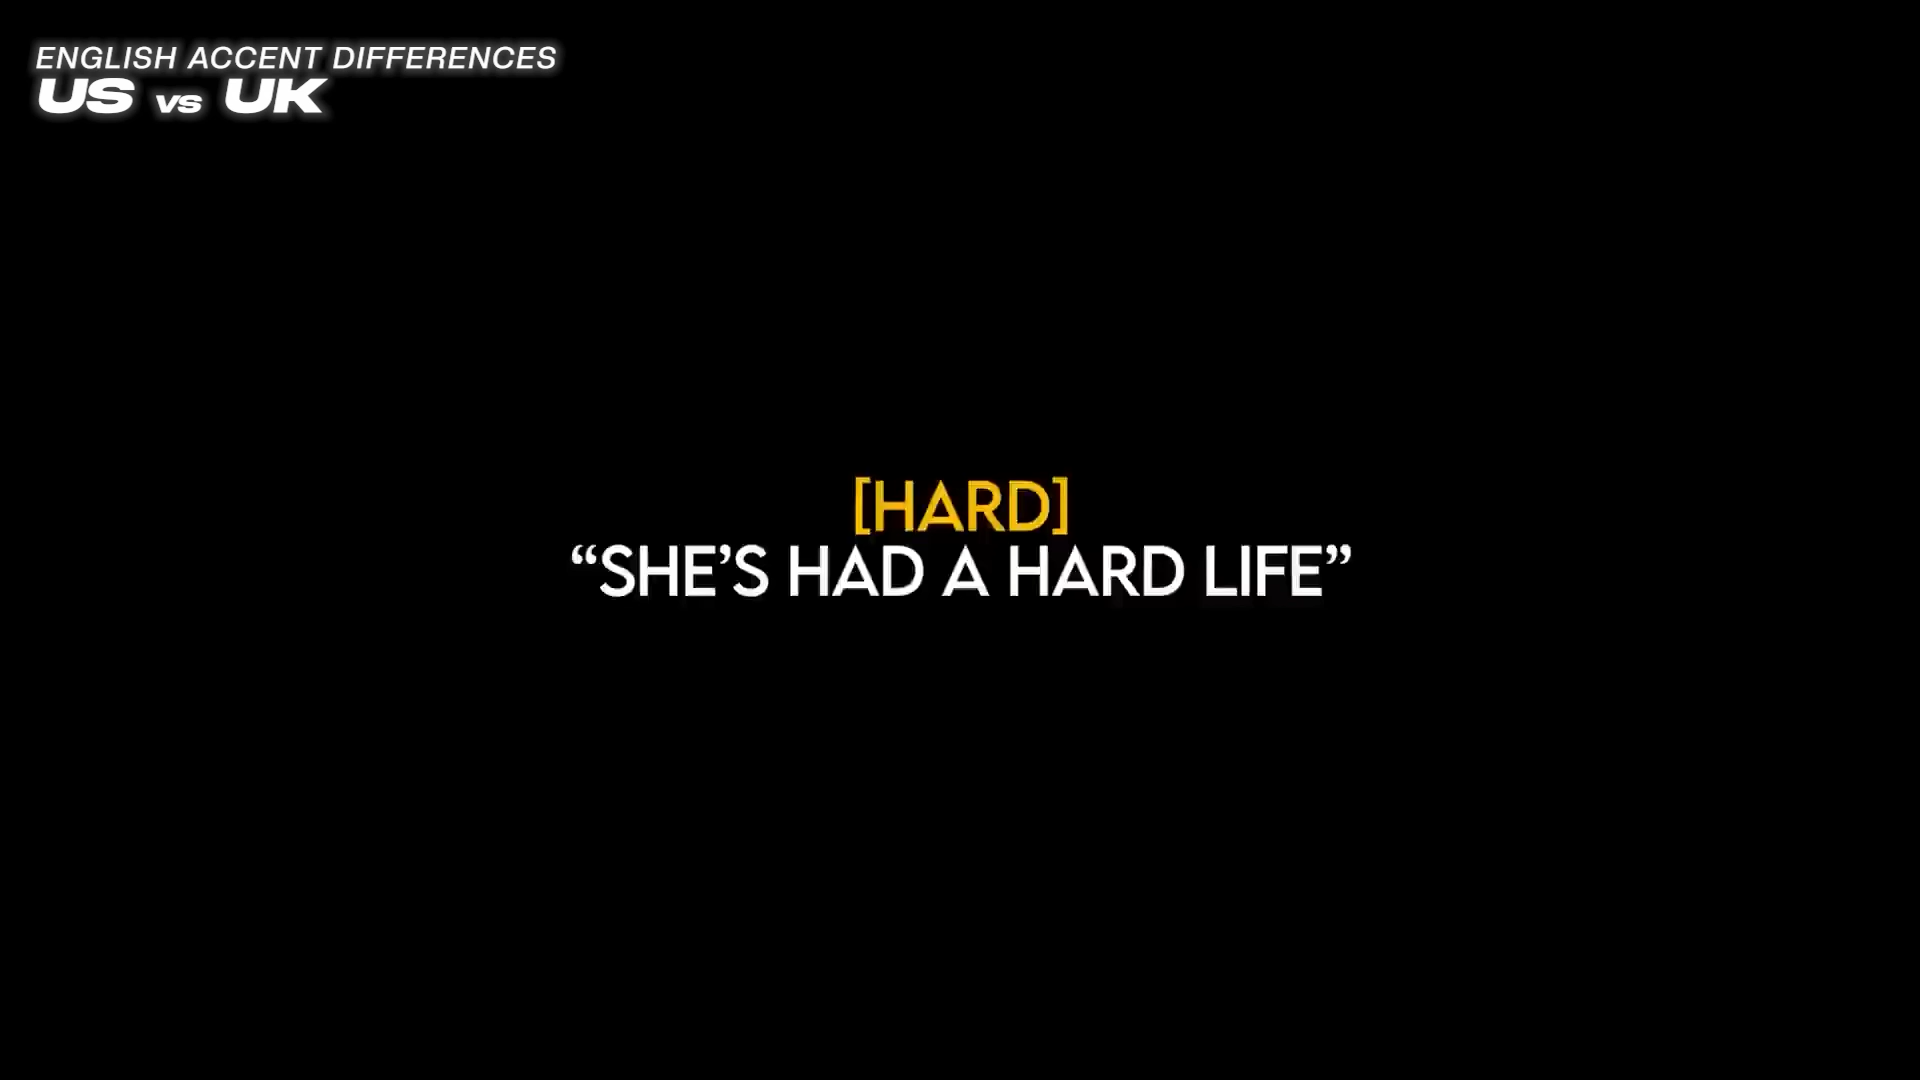 ENGLISH ACCENT DIFFERENCES
US vs UK
[HARD]
“SHE’S HAD A HARD LIFE”